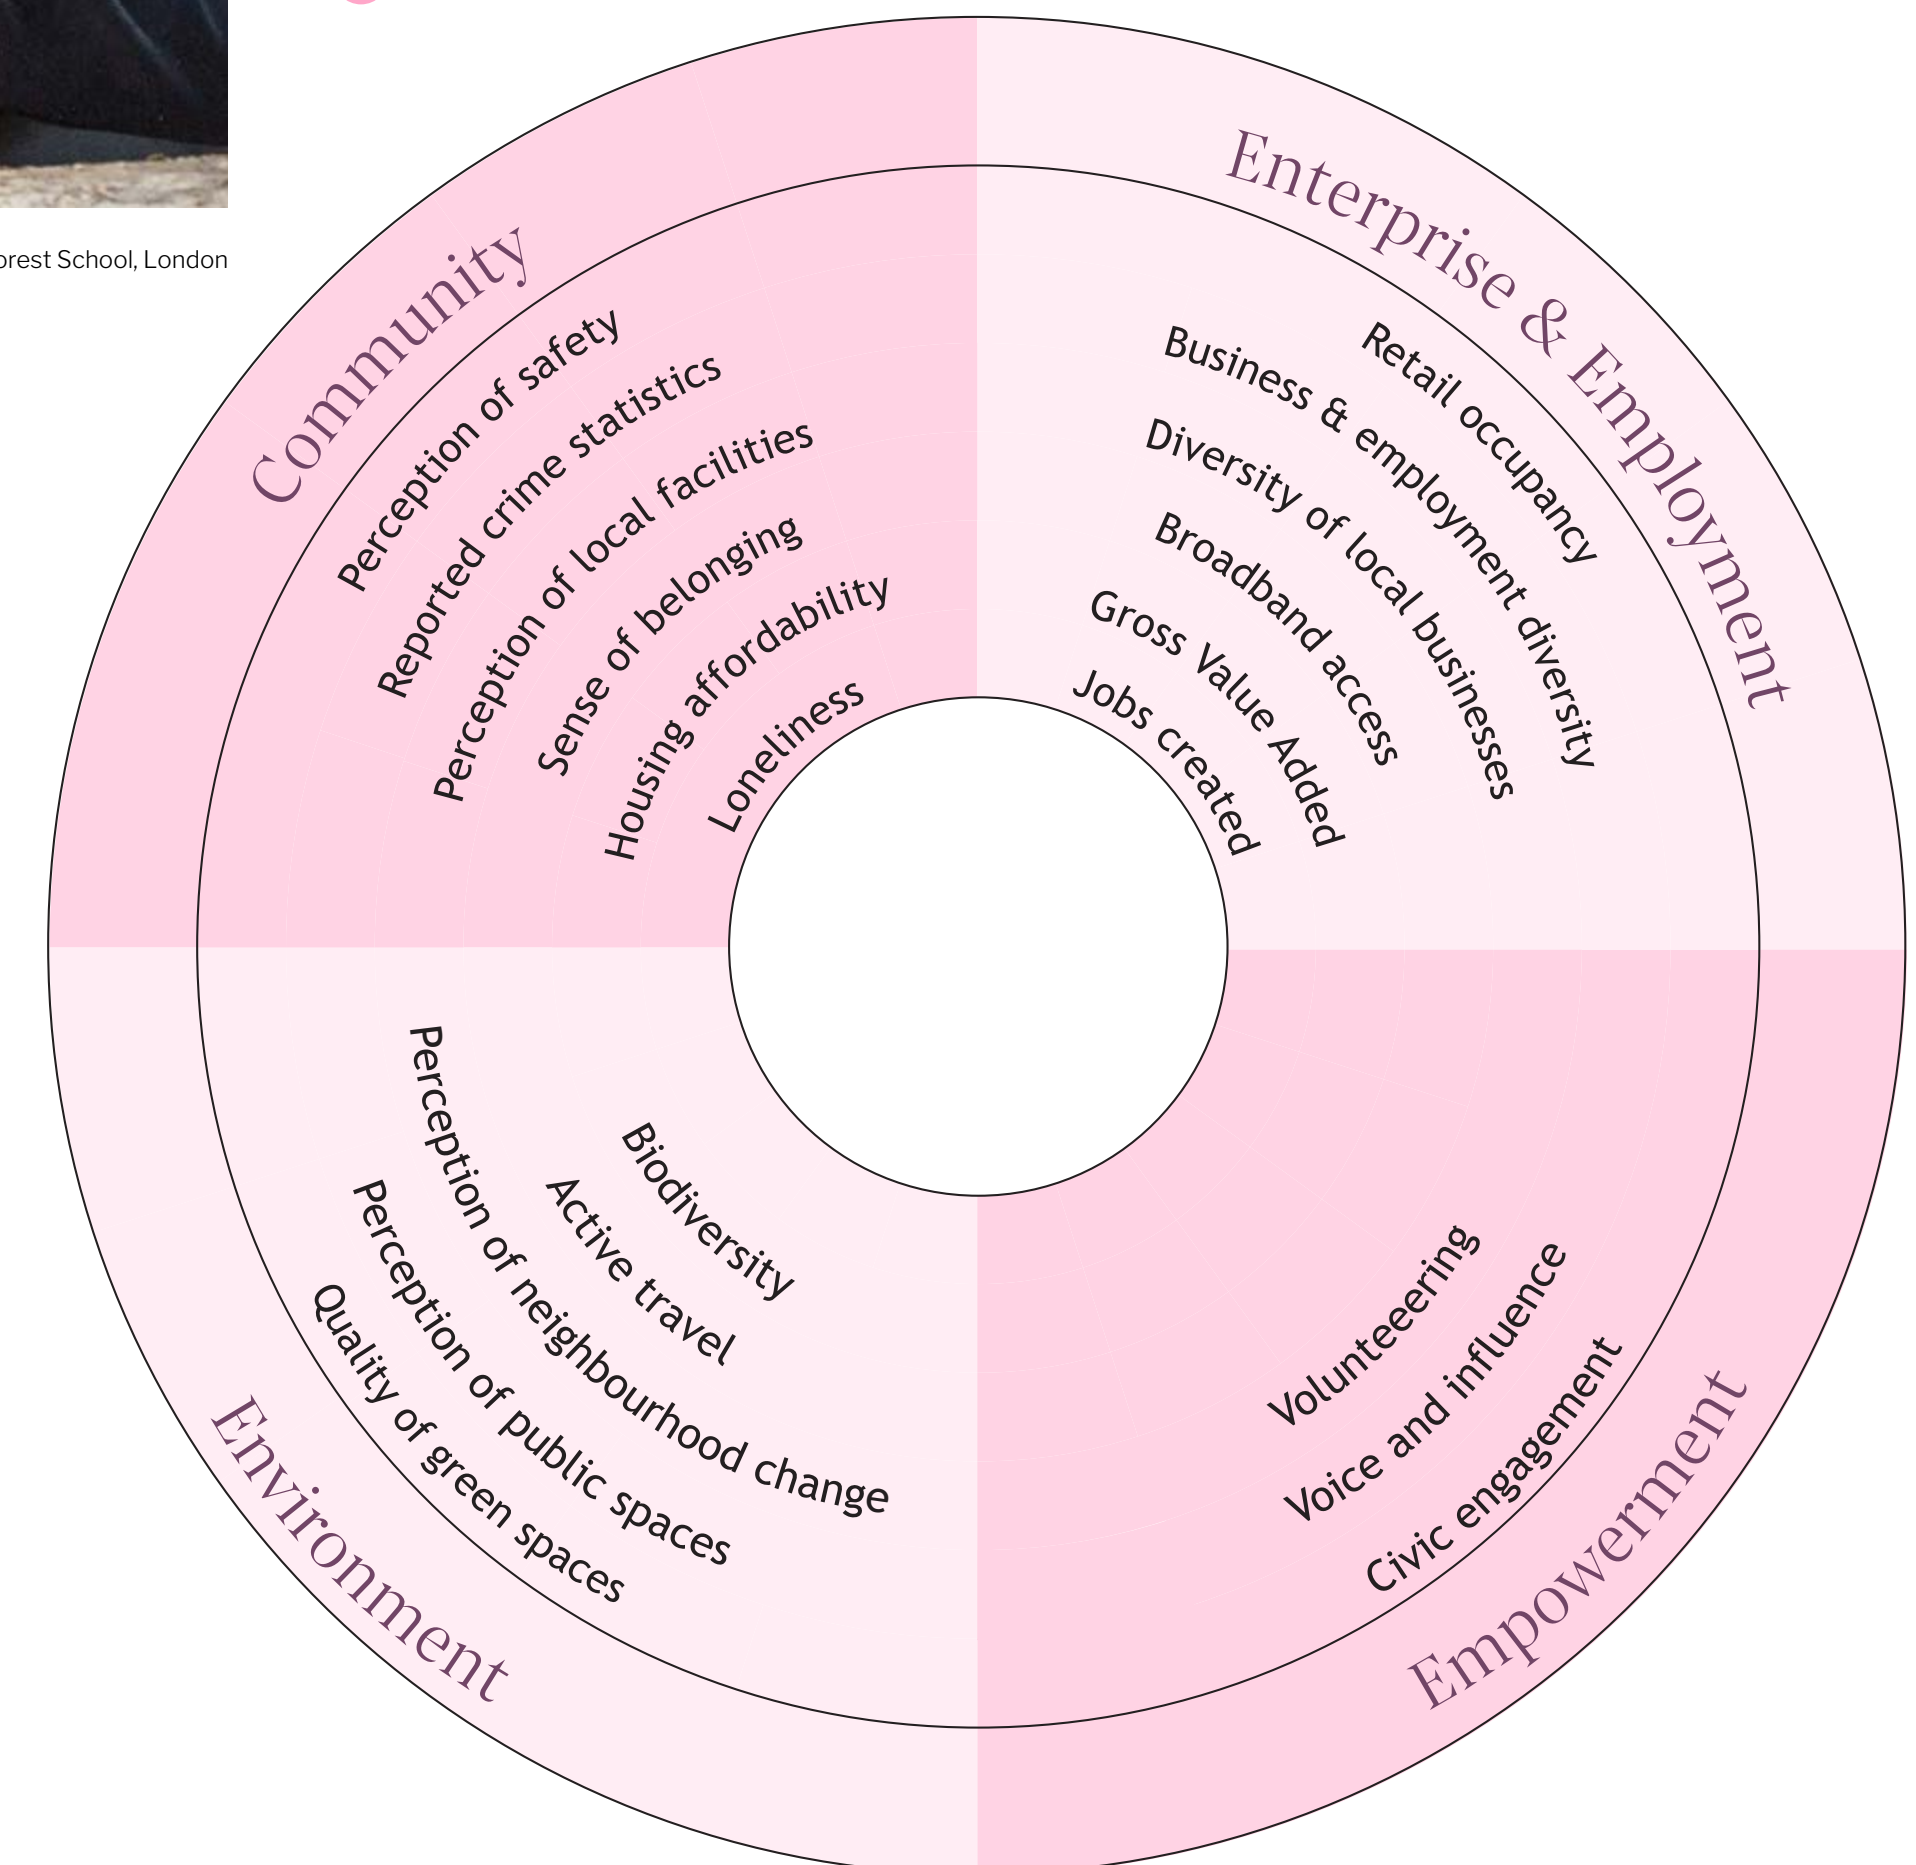 orest School, London
Community
Perception of safety
Reported crime statistics
Perception of local facilities
Sense of belonging
Housing affordability
Loneliness
Enterprise & Employment
Retail occupancy
Business & employment diversity
Diversity of local businesses
Broadband access
Gross Value Added
Jobs created
Biodiversity
Active travel
Perception of neighbourhood change
Perception of public spaces
Quality of green spaces
Environment
Volunteering
Voice and influence
Civic engagement
Empowerment